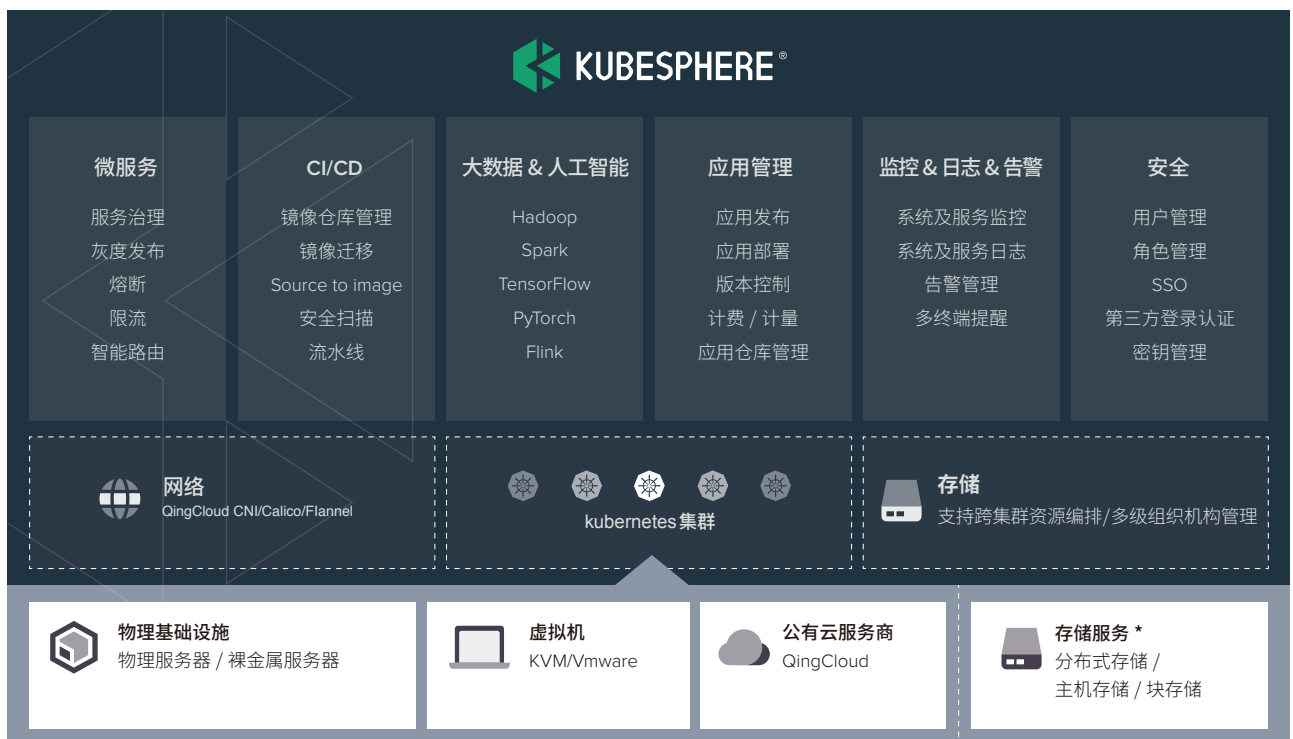 KUBESPHERE®
微服务
服务治理
灰度发布
熔断
限流
智能路由
CI/CD
镜像仓库管理
镜像迁移
Source to image
安全扫描
流水线
大数据 & 人工智能
Hadoop
Spark
TensorFlow
PyTorch
Flink
应用管理
应用发布
应用部署
版本控制
计费 / 计量
应用仓库管理
监控 & 日志 & 告警
系统及服务监控
系统及服务日志
告警管理
多终端提醒
安全
用户管理
角色管理
SSO
第三方登录认证
密钥管理
网络
QingCloud CNI/Calico/Flannel
kubernetes 集群
存储
支持跨集群资源编排/多级组织机构管理
物理基础设施
物理服务器 / 裸金属服务器
虚拟机
KVM/Vmware
公有云服务商
QingCloud
存储服务 *
分布式存储 /
主机存储 / 块存储